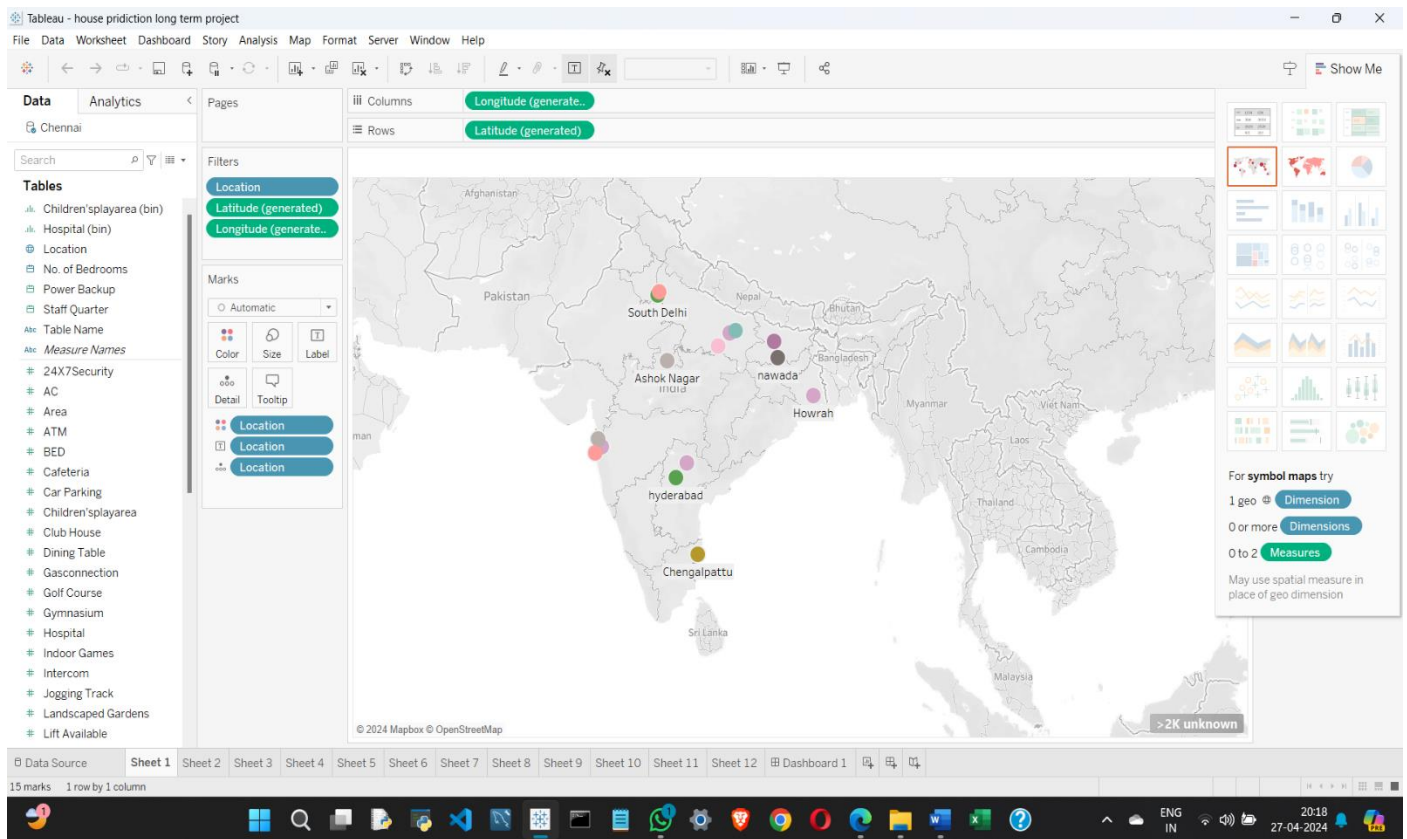 Tableau - house pridiction long term project
File Data Worksheet Dashboard Story Analysis Map Format Server Window Help
Show Me
Data Analytics
Chennai
Search
Tables
Children'splayarea (bin)
Hospital (bin)
Location
No. of Bedrooms
Power Backup
Staff Quarter
Abc Table Name
Abc Measure Names
24X7Security
AC
Area
ATM
BED
Cafeteria
Car Parking
Children'splayarea
Club House
Dining Table
Gasconnection
Golf Course
Gymnasium
Hospital
Indoor Games
Intercom
Jogging Track
Landscaped Gardens
Lift Available
Pages
Filters
Location
Latitude (generated)
Longitude (generate..
Marks
Automatic
Color Size Label
Detail Tooltip
Location
Location
Location
Columns Longitude (generate..
Rows Latitude (generated)
Afghanistan
Pakistan
Nepal
South Delhi
Bhutan
Bangladesh
Ashok Nagar
nawada
India
Howrah
Myanmar
Viet Nam
man
Laos
hyderabad
Thailand
Cambodia
Chengalpattu
Sri Lanka
Malaysia
>2K unknown
© 2024 Mapbox © OpenStreetMap
For symbol maps try
1 geo Dimension
0 or more Dimensions
0 to 2 Measures
May use spatial measure in
place of geo dimension
Data Source Sheet 1 Sheet 2 Sheet 3 Sheet 4 Sheet 5 Sheet 6 Sheet 7 Sheet 8 Sheet 9 Sheet 10 Sheet 11 Sheet 12 Dashboard 1
15 marks 1 row by 1 column
ENG
IN
20:18
27-04-2024